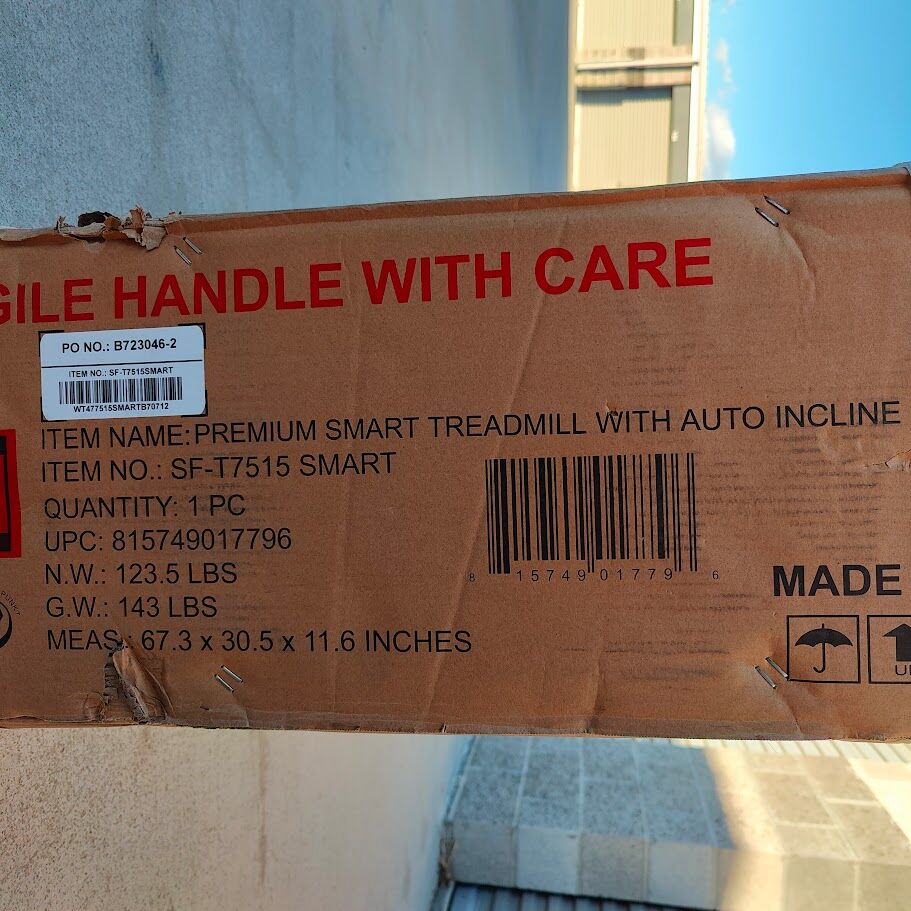 GILE HANDLE WITH CARE
PO NO.: B723046-2
ITEM NO.: SF-T7515SMART
WT477515SMARTB70712
ITEM NAME:PREMIUM SMART TREADMILL WITH AUTO INCLINE
ITEM NO.: SF-T7515 SMART
QUANTITY: 1 PC
UPC: 815749017796
N.W.: 123.5 LBS
G.W.: 143 LBS
MEAS.: 67.3 x 30.5 x 11.6 INCHES
8 15749 01779 6
MADE
U
PUNKT